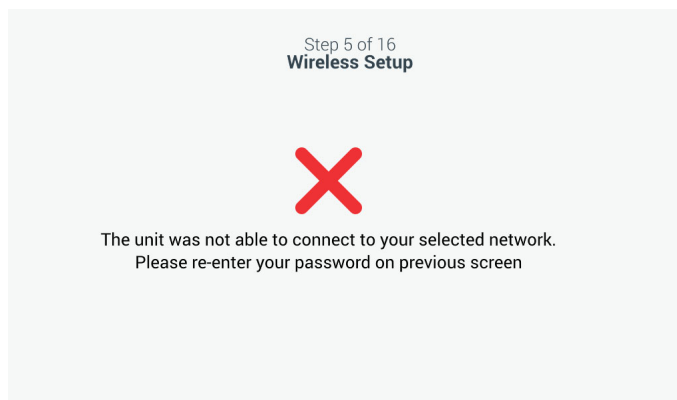 Step 5 of 16
Wireless Setup
The unit was not able to connect to your selected network.
Please re-enter your password on previous screen